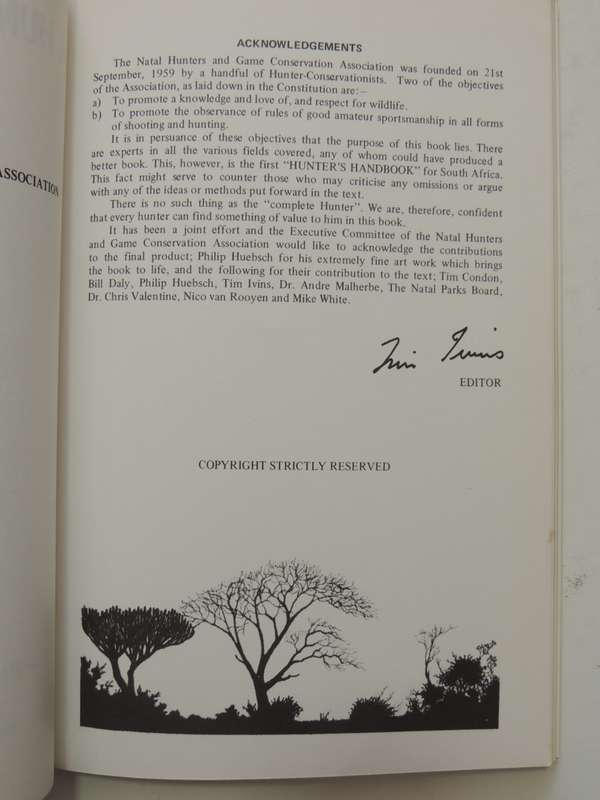 ASSOCIATION
ACKNOWLEDGEMENTS
The Natal Hunters and Game Conservation Association was founded on 21st
September, 1959 by a handful of Hunter-Conservationists. Two of the objectives
of the Association, as laid down in the Constitution are:–
a) To promote a knowledge and love of, and respect for wildlife.
b) To promote the observance of rules of good amateur sportsmanship in all forms
of shooting and hunting.
It is in persuance of these objectives that the purpose of this book lies. There
are experts in all the various fields covered, any of whom could have produced a
better book. This, however, is the first "HUNTER'S HANDBOOK" for South Africa.
This fact might serve to counter those who may criticise any omissions or argue
with any of the ideas or methods put forward in the text.
There is no such thing as the "complete Hunter". We are, therefore, confident
that every hunter can find something of value to him in this book.
It has been a joint effort and the Executive Committee of the Natal Hunters
and Game Conservation Association would like to acknowledge the contributions
to the final product; Philip Huebsch for his extremely fine art work which brings
the book to life, and the following for their contribution to the text; Tim Condon,
Bill Daly, Philip Huebsch, Tim Ivins, Dr. Andre Malherbe, The Natal Parks Board,
Dr. Chris Valentine, Nico van Rooyen and Mike White.
Tim Ivins
EDITOR
COPYRIGHT STRICTLY RESERVED